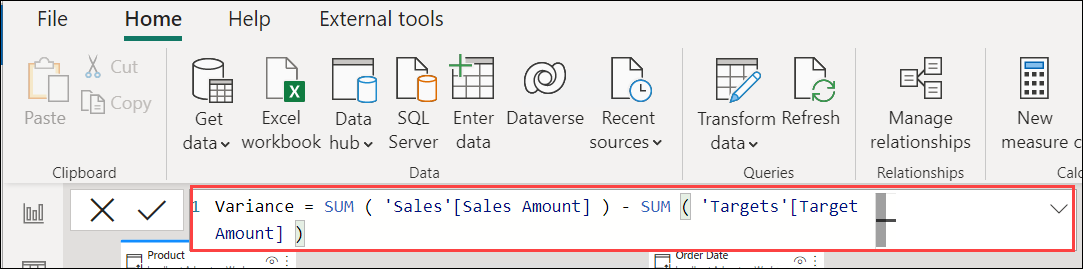 File Home Help External tools
Cut
Copy
Paste
Get data
Excel workbook
Data hub
SQL Server
Enter data
Dataverse
Recent sources
Transform data
Refresh
Manage relationships
New measure
Clipboard Data Queries Relationships
1 Variance = SUM ( 'Sales'[Sales Amount] ) - SUM ( 'Targets'[Target
Amount] )
Product
Order Date